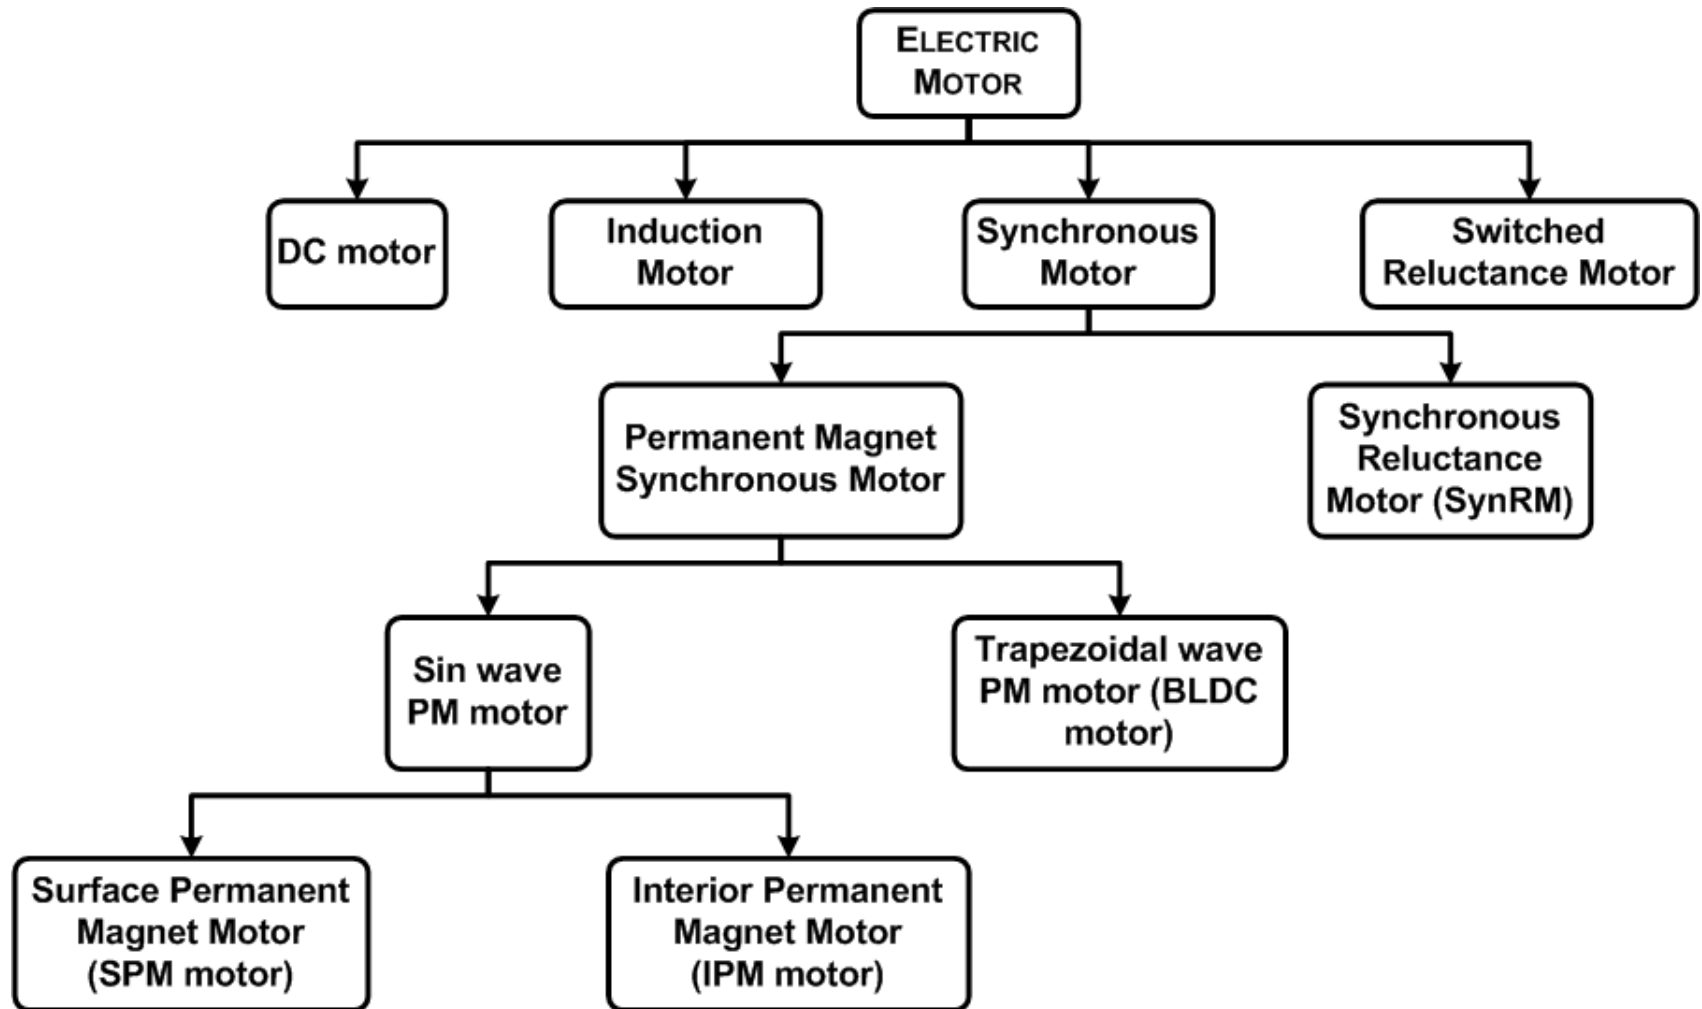 ELECTRIC
MOTOR
DC motor
Induction
Motor
Synchronous
Motor
Switched
Reluctance Motor
Permanent Magnet
Synchronous Motor
Synchronous
Reluctance
Motor (SynRM)
Sin wave
PM motor
Trapezoidal wave
PM motor (BLDC
motor)
Surface Permanent
Magnet Motor
(SPM motor)
Interior Permanent
Magnet Motor
(IPM motor)